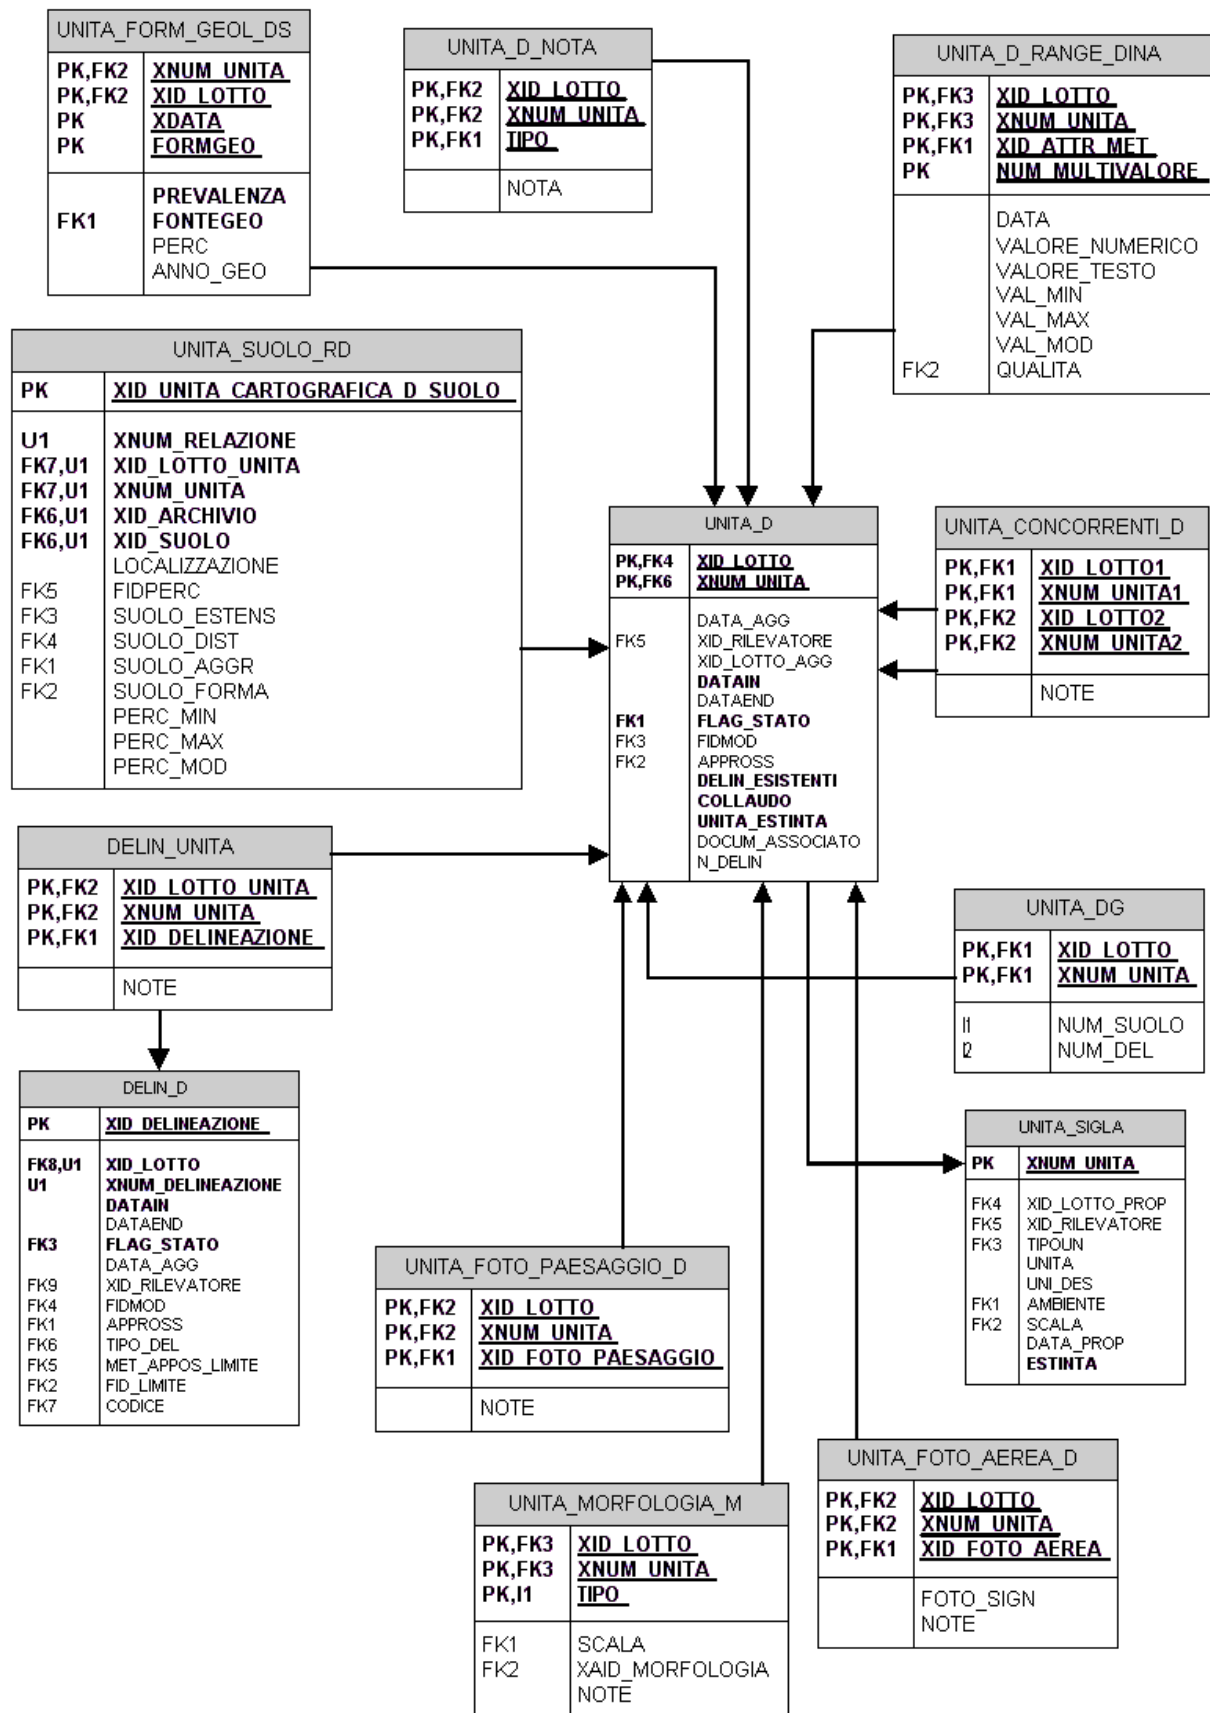 UNITA_FORM_GEOL_DS
PK,FK2 XNUM_UNITA
PK,FK2 XID_LOTTO
PK XDATA
PK FORMGEO
PREVALENZA
FK1 FONTEGEO
PERC
ANNO_GEO
UNITA_D_NOTA
PK,FK2 XID_LOTTO
PK,FK2 XNUM_UNITA
PK,FK1 TIPO
NOTA
UNITA_D_RANGE_DINA
PK,FK3 XID_LOTTO
PK,FK3 XNUM_UNITA
PK,FK1 XID_ATTR_MET
PK NUM_MULTIVALORE
DATA
VALORE_NUMERICO
VALORE_TESTO
VAL_MIN
VAL_MAX
VAL_MOD
FK2 QUALITA
UNITA_SUOLO_RD
PK XID_UNITA_CARTOGRAFICA_D_SUOLO
U1 XNUM_RELAZIONE
FK7,U1 XID_LOTTO_UNITA
FK7,U1 XNUM_UNITA
FK6,U1 XID_ARCHIVIO
FK6,U1 XID_SUOLO
LOCALIZZAZIONE
FK5 FIDPERC
FK3 SUOLO_ESTENS
FK4 SUOLO_DIST
FK1 SUOLO_AGGR
FK2 SUOLO_FORMA
PERC_MIN
PERC_MAX
PERC_MOD
UNITA_D
PK,FK4 XID_LOTTO
PK,FK6 XNUM_UNITA
DATA_AGG
FK5 XID_RILEVATORE
XID_LOTTO_AGG
DATAIN
DATAEND
FK1 FLAG_STATO
FK3 FIDMOD
FK2 APPROSS
DELIN_ESISTENTI
COLLAUDO
UNITA_ESTINTA
DOCUM_ASSOCIATO
N_DELIN
UNITA_CONCORRENTI_D
PK,FK1 XID_LOTTO1
PK,FK1 XNUM_UNITA1
PK,FK2 XID_LOTTO2
PK,FK2 XNUM_UNITA2
NOTE
DELIN_UNITA
PK,FK2 XID_LOTTO_UNITA
PK,FK2 XNUM_UNITA
PK,FK1 XID_DELINEAZIONE
NOTE
UNITA_DG
PK,FK1 XID_LOTTO
PK,FK1 XNUM_UNITA
I1 NUM_SUOLO
I2 NUM_DEL
DELIN_D
PK XID_DELINEAZIONE
FK8,U1 XID_LOTTO
U1 XNUM_DELINEAZIONE
DATAIN
DATAEND
FK3 FLAG_STATO
DATA_AGG
FK9 XID_RILEVATORE
FK4 FIDMOD
FK1 APPROSS
FK6 TIPO_DEL
FK5 MET_APPOS_LIMITE
FK2 FID_LIMITE
FK7 CODICE
UNITA_SIGLA
PK XNUM_UNITA
FK4 XID_LOTTO_PROP
FK5 XID_RILEVATORE
FK3 TIPOUN
UNITA
UNI_DES
FK1 AMBIENTE
FK2 SCALA
DATA_PROP
ESTINTA
UNITA_FOTO_PAESAGGIO_D
PK,FK2 XID_LOTTO
PK,FK2 XNUM_UNITA
PK,FK1 XID_FOTO_PAESAGGIO
NOTE
UNITA_FOTO_AEREA_D
PK,FK2 XID_LOTTO
PK,FK2 XNUM_UNITA
PK,FK1 XID_FOTO_AEREA
FOTO_SIGN
NOTE
UNITA_MORFOLOGIA_M
PK,FK3 XID_LOTTO
PK,FK3 XNUM_UNITA
PK,I1 TIPO
FK1 SCALA
FK2 XAID_MORFOLOGIA
NOTE